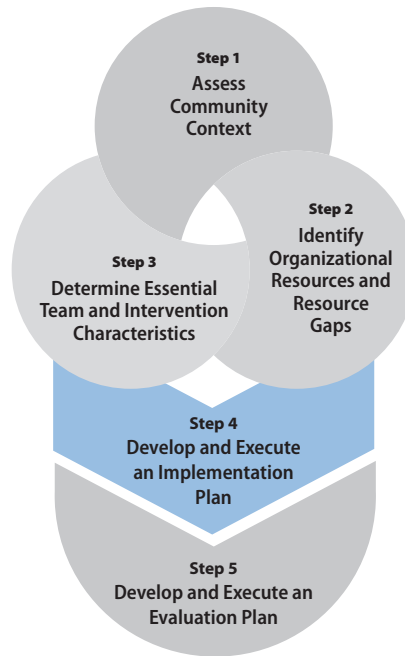 Step 1
Assess
Community
Context
Step 2
Identify
Organizational
Resources and
Resource
Gaps
Step 3
Determine Essential
Team and Intervention
Characteristics
Step 4
Develop and Execute
an Implementation
Plan
Step 5
Develop and Execute an
Evaluation Plan